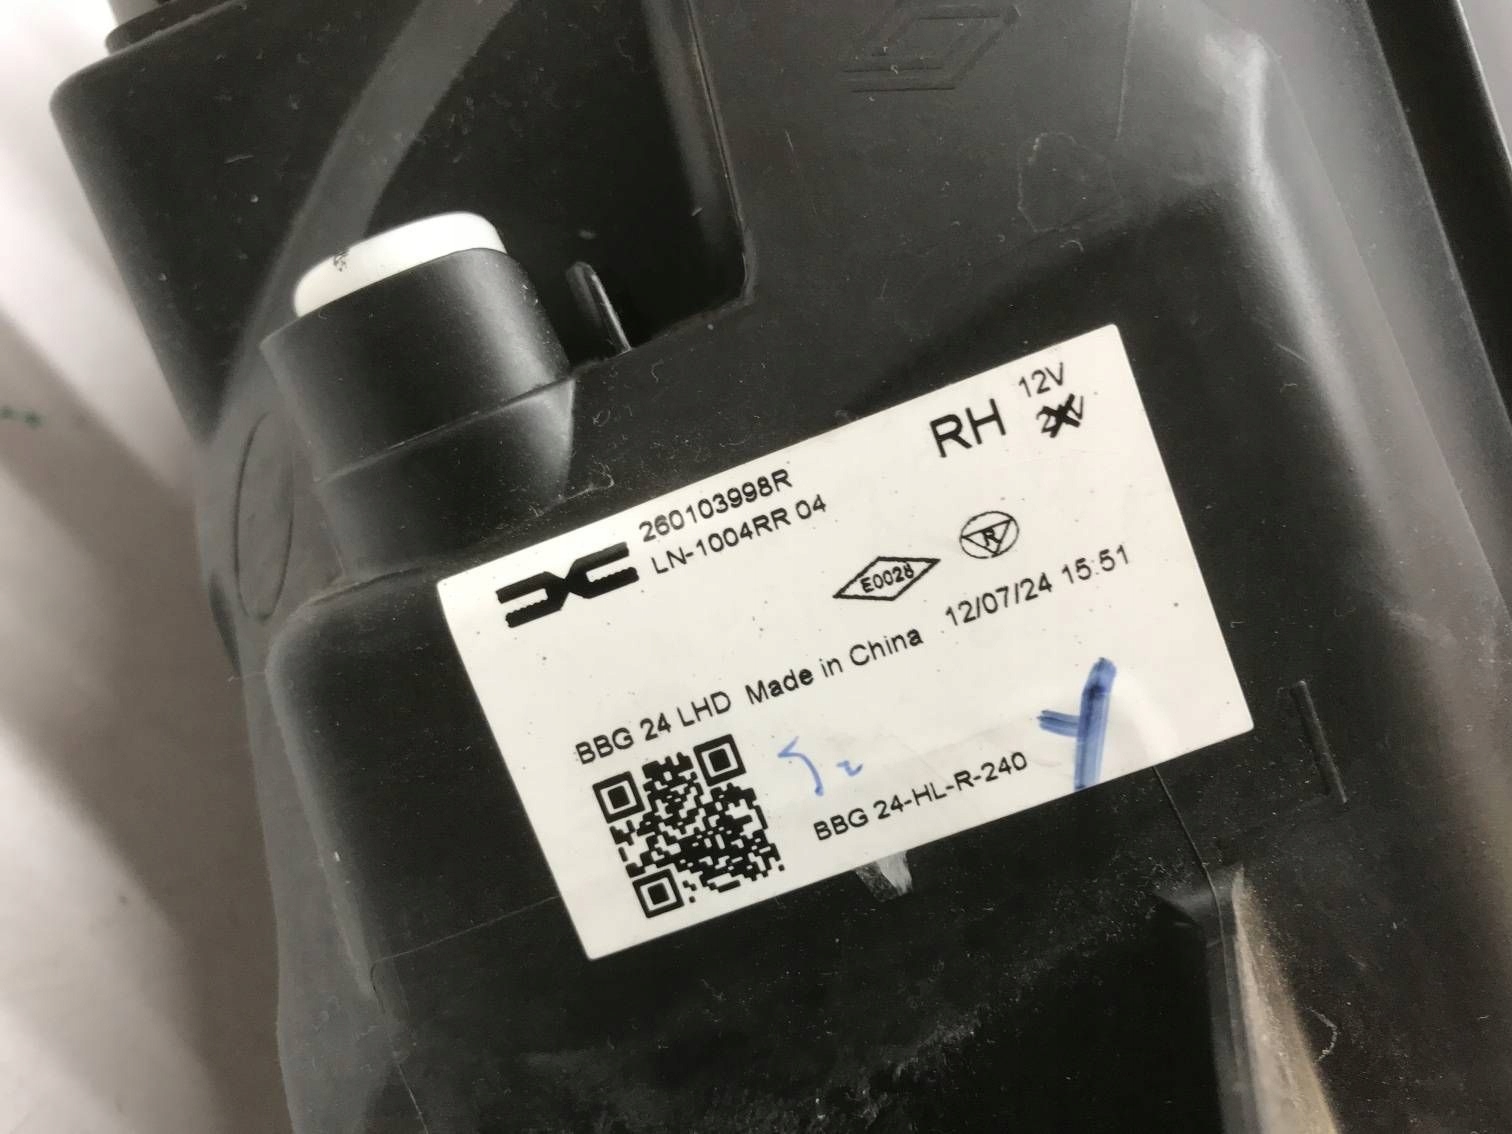 RH 12V
24V
260103998R
LN-1004RR 04
R
E002d
BBG 24 LHD Made in China 12/07/24 15:51
BBG 24-HL-R-240